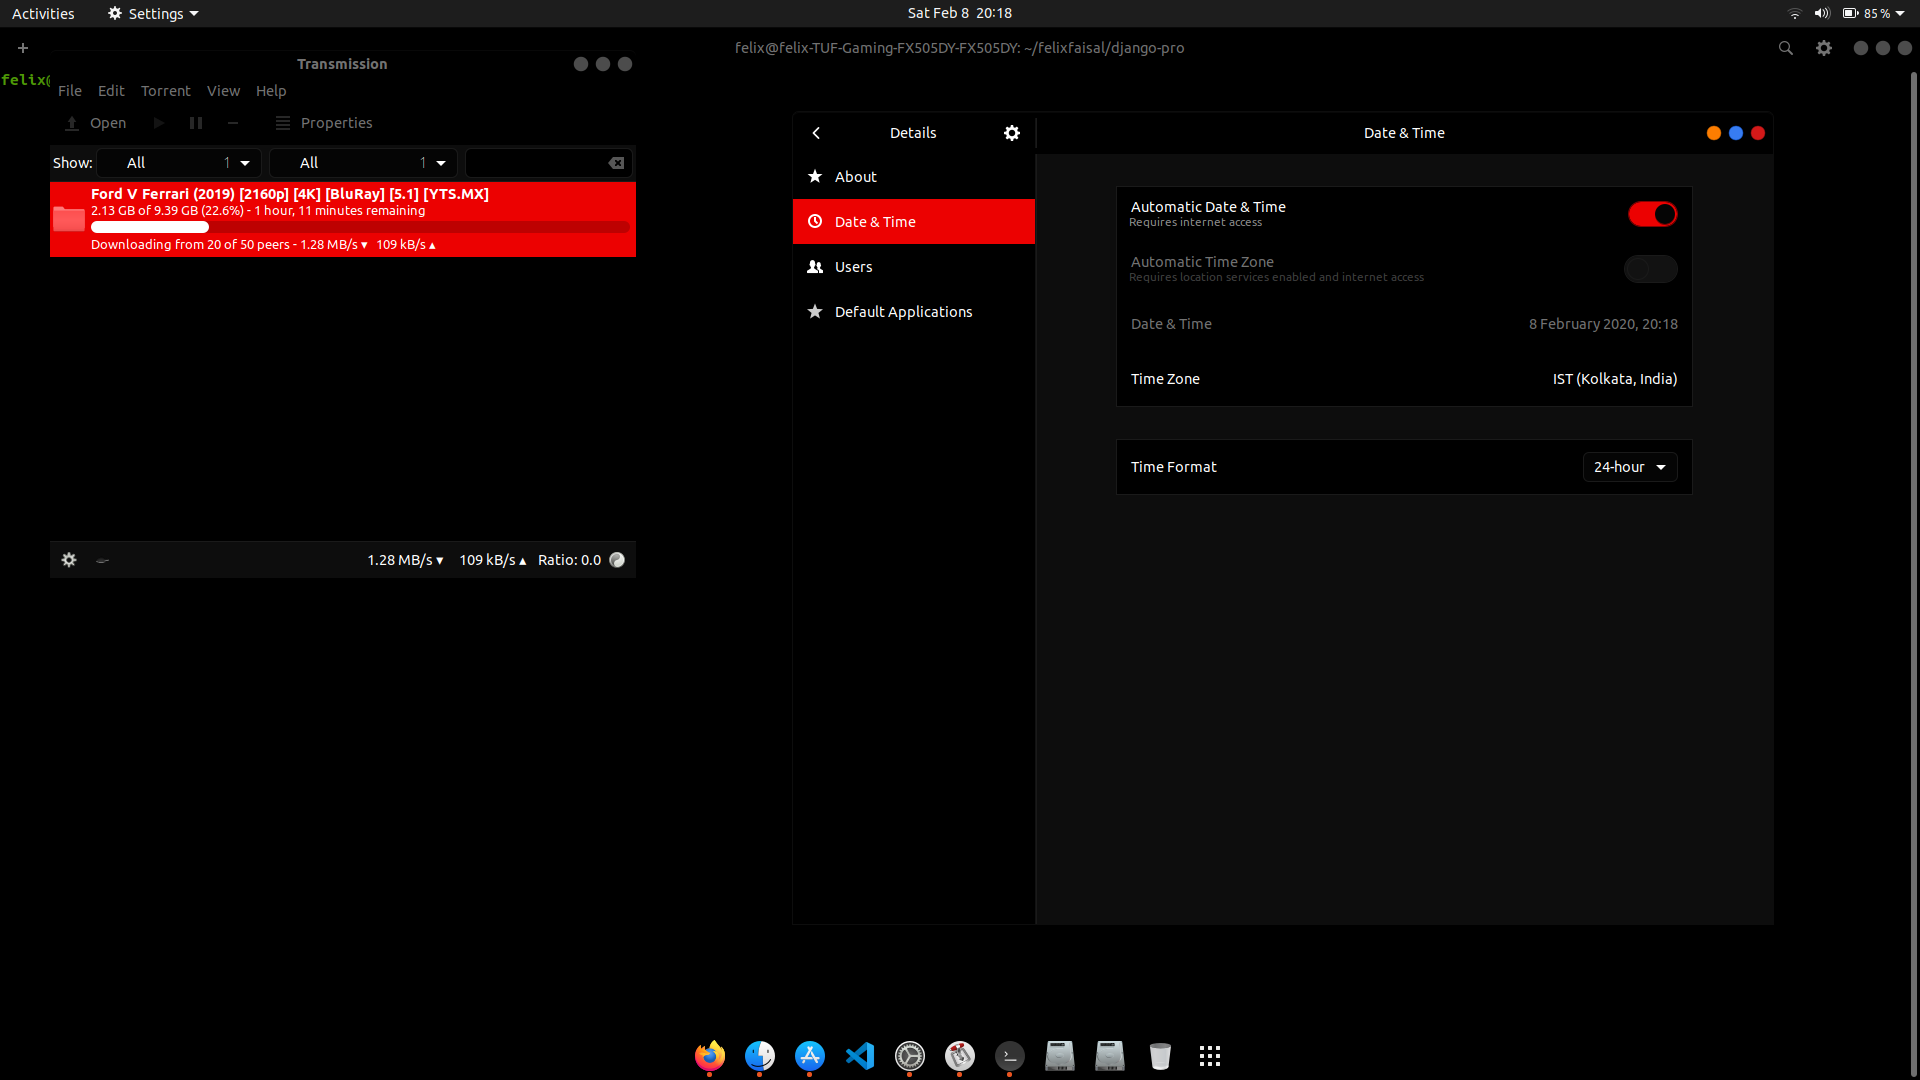 Activities Settings Sat Feb 8 20:18 85 %
felix@felix-TUF-Gaming-FX505DY-FX505DY: ~/felixfaisal/django-pro
felix@
Transmission
File Edit Torrent View Help
Open Properties
Show: All 1 All 1
Ford V Ferrari (2019) [2160p] [4K] [BluRay] [5.1] [YTS.MX]
2.13 GB of 9.39 GB (22.6%) - 1 hour, 11 minutes remaining
Downloading from 20 of 50 peers - 1.28 MB/s ▾ 109 kB/s ▴
1.28 MB/s ▾ 109 kB/s ▴ Ratio: 0.0
Details
About
Date & Time
Users
Default Applications
Date & Time
Automatic Date & Time
Requires internet access
Automatic Time Zone
Requires location services enabled and internet access
Date & Time 8 February 2020, 20:18
Time Zone IST (Kolkata, India)
Time Format 24-hour